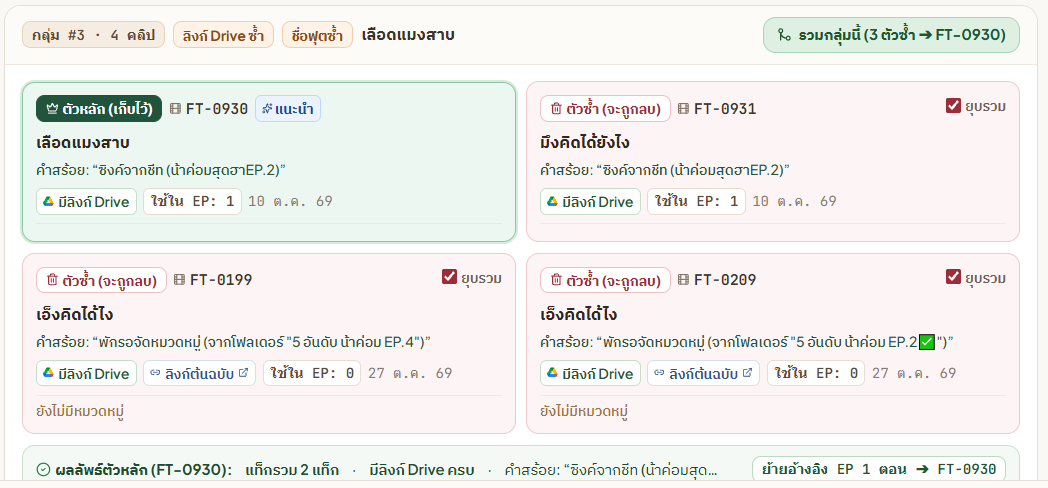 กลุ่ม #3 · 4 คลิป ลิงก์ Drive ซ้ำ ชื่อฟุตซ้ำ เลือดแมงสาบ รวมกลุ่มนี้ (3 ตัวซ้ำ ➔ FT-0930)
ตัวหลัก (เก็บไว้) FT-0930 แนะนำ
เลือดแมงสาบ
คำสร้อย: “ซิงค์จากชีท (น้าค่อมสุดฮาEP.2)”
มีลิงก์ Drive ใช้ใน EP: 1 10 ต.ค. 69
ตัวซ้ำ (จะถูกลบ) FT-0931 ยุบรวม
มึงคิดได้ยังไง
คำสร้อย: “ซิงค์จากชีท (น้าค่อมสุดฮาEP.2)”
มีลิงก์ Drive ใช้ใน EP: 1 10 ต.ค. 69
ตัวซ้ำ (จะถูกลบ) FT-0199 ยุบรวม
เอ็งคิดได้ไง
คำสร้อย: “พักรอจัดหมวดหมู่ (จากโฟลเดอร์ "5 อันดับ น้าค่อม EP.4")”
มีลิงก์ Drive ลิงก์ต้นฉบับ ใช้ใน EP: 0 27 ต.ค. 69
ยังไม่มีหมวดหมู่
ตัวซ้ำ (จะถูกลบ) FT-0209 ยุบรวม
เอ็งคิดได้ไง
คำสร้อย: “พักรอจัดหมวดหมู่ (จากโฟลเดอร์ "5 อันดับ น้าค่อม EP.2✅")”
มีลิงก์ Drive ลิงก์ต้นฉบับ ใช้ใน EP: 0 27 ต.ค. 69
ยังไม่มีหมวดหมู่
ผลลัพธ์ตัวหลัก (FT-0930): แท็กรวม 2 แท็ก · มีลิงก์ Drive ครบ · คำสร้อย: “ซิงค์จากชีท (น้าค่อมสุด… ย้ายอ้างอิง EP 1 ตอน ➔ FT-0930